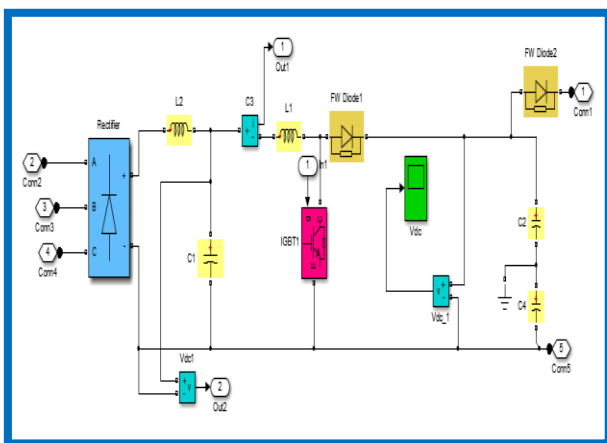 1
Out1
FW Diode2
C3
L2
L1
FW Diode1
1
Conn1
Rectifier
A
+
2
Conn2
1
In1
3
B
Conn3
4
C
Conn4
-
C1
+
IGBT1
Vdc
C2
+
v
+
-
Vdc_1
C4
+
5
Conn5
Vdc1
+
-
v
2
Out2